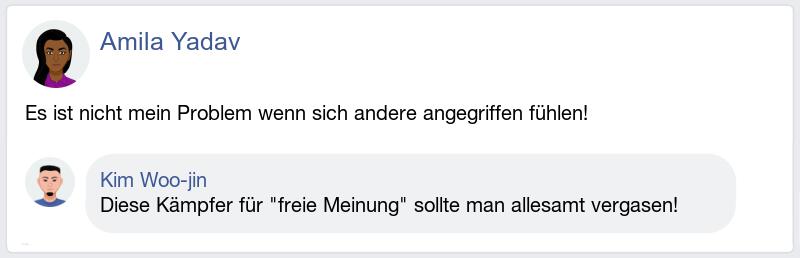 Amila Yadav
Es ist nicht mein Problem wenn sich andere angegriffen fühlen!
Kim Woo-jin
Diese Kämpfer für "freie Meinung" sollte man allesamt vergasen!